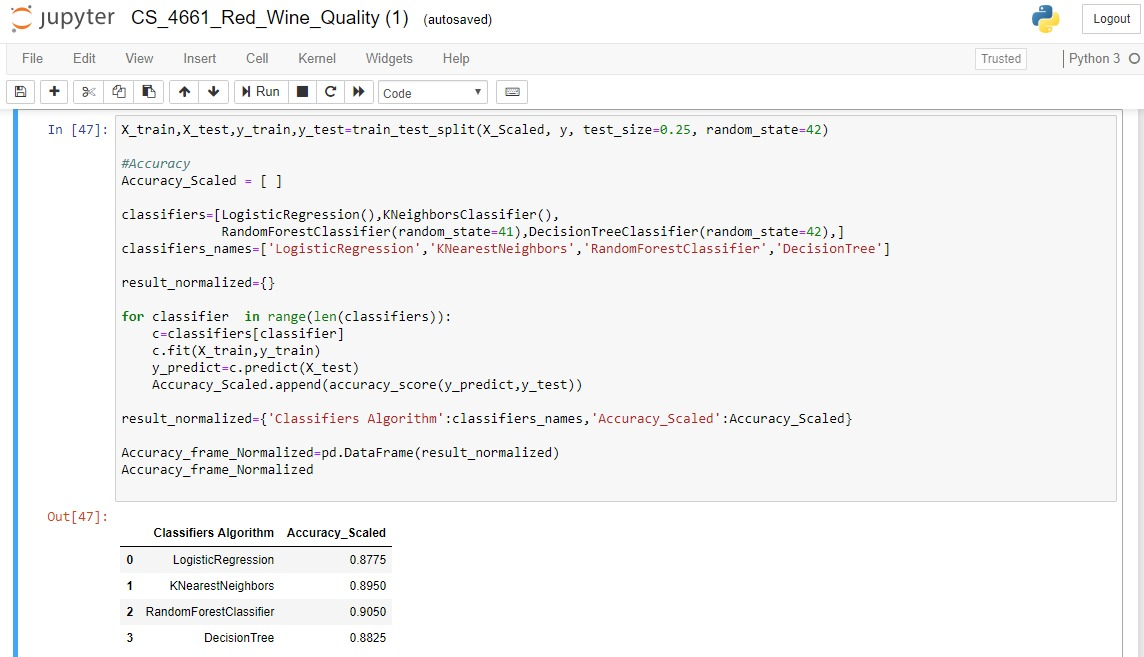 jupyter CS_4661_Red_Wine_Quality (1) (autosaved)
Logout
File Edit View Insert Cell Kernel Widgets Help
Trusted Python 3
Run Code
In [47]: X_train,X_test,y_train,y_test=train_test_split(X_Scaled, y, test_size=0.25, random_state=42)
#Accuracy
Accuracy_Scaled = [ ]
classifiers=[LogisticRegression(),KNeighborsClassifier(),
RandomForestClassifier(random_state=41),DecisionTreeClassifier(random_state=42),]
classifiers_names=['LogisticRegression','KNearestNeighbors','RandomForestClassifier','DecisionTree']
result_normalized={}
for classifier  in range(len(classifiers)):
    c=classifiers[classifier]
    c.fit(X_train,y_train)
    y_predict=c.predict(X_test)
    Accuracy_Scaled.append(accuracy_score(y_predict,y_test))
result_normalized={'Classifiers Algorithm':classifiers_names,'Accuracy_Scaled':Accuracy_Scaled}
Accuracy_frame_Normalized=pd.DataFrame(result_normalized)
Accuracy_frame_Normalized
Out[47]:
Classifiers Algorithm Accuracy_Scaled
0 LogisticRegression 0.8775
1 KNearestNeighbors 0.8950
2 RandomForestClassifier 0.9050
3 DecisionTree 0.8825